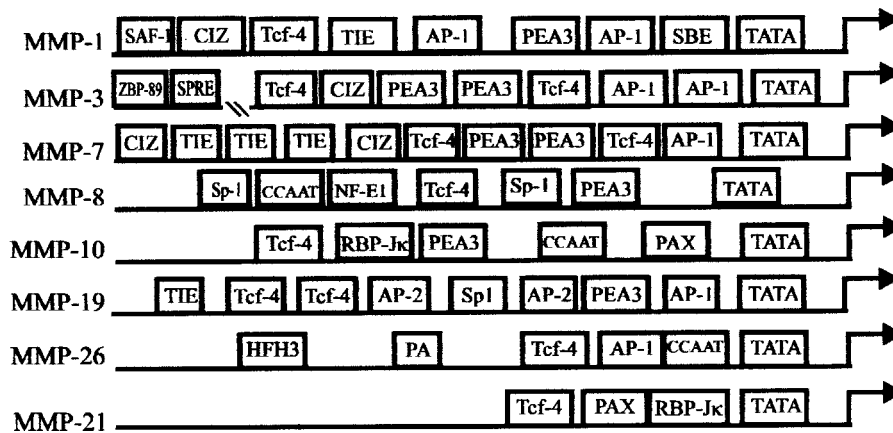 MMP-1 SAF-1 CIZ Tcf-4 TIE AP-1 PEA3 AP-1 SBE TATA
MMP-3 ZBP-89 SPRE Tcf-4 CIZ PEA3 PEA3 Tcf-4 AP-1 AP-1 TATA
MMP-7 CIZ TIE TIE TIE CIZ Tcf-4 PEA3 PEA3 Tcf-4 AP-1 TATA
MMP-8 Sp-1 CCAAT NF-E1 Tcf-4 Sp-1 PEA3 TATA
MMP-10 Tcf-4 RBP-Jκ PEA3 CCAAT PAX TATA
MMP-19 TIE Tcf-4 Tcf-4 AP-2 Sp1 AP-2 PEA3 AP-1 TATA
MMP-26 HFH3 PA Tcf-4 AP-1 CCAAT TATA
MMP-21 Tcf-4 PAX RBP-Jκ TATA